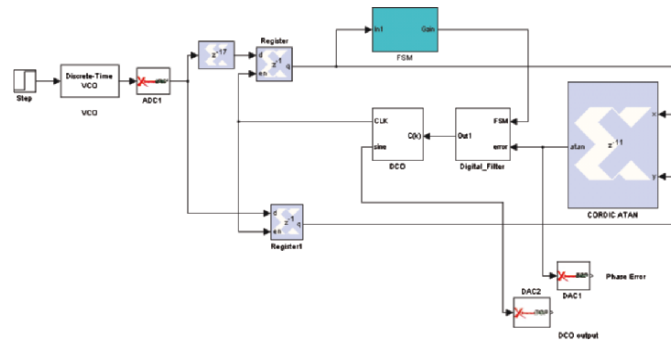 Step
Discrete-Time
VCO
VCO
ADC1
z-17
Register
d
en
z-1
q
In1
Gain
FSM
CLK
sine
C(k)
DCO
Out1
FSM
error
Digital_Filter
atan
z-11
x
y
CORDIC ATAN
d
en
z-1
q
Register1
DAC1
Phase Error
DAC2
DCO output